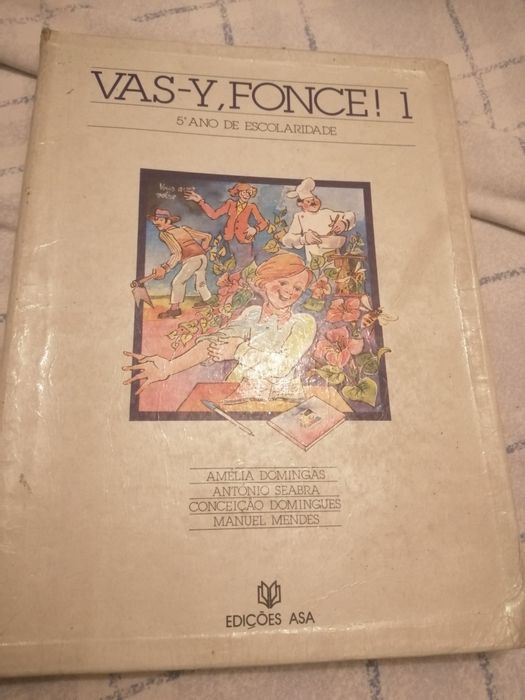 VAS-Y, FONCE! 1
5º ANO DE ESCOLARIDADE
AMÉLIA DOMINGAS
ANTÓNIO SEABRA
CONCEIÇÃO DOMINGUES
MANUEL MENDES
EDIÇÕES ASA